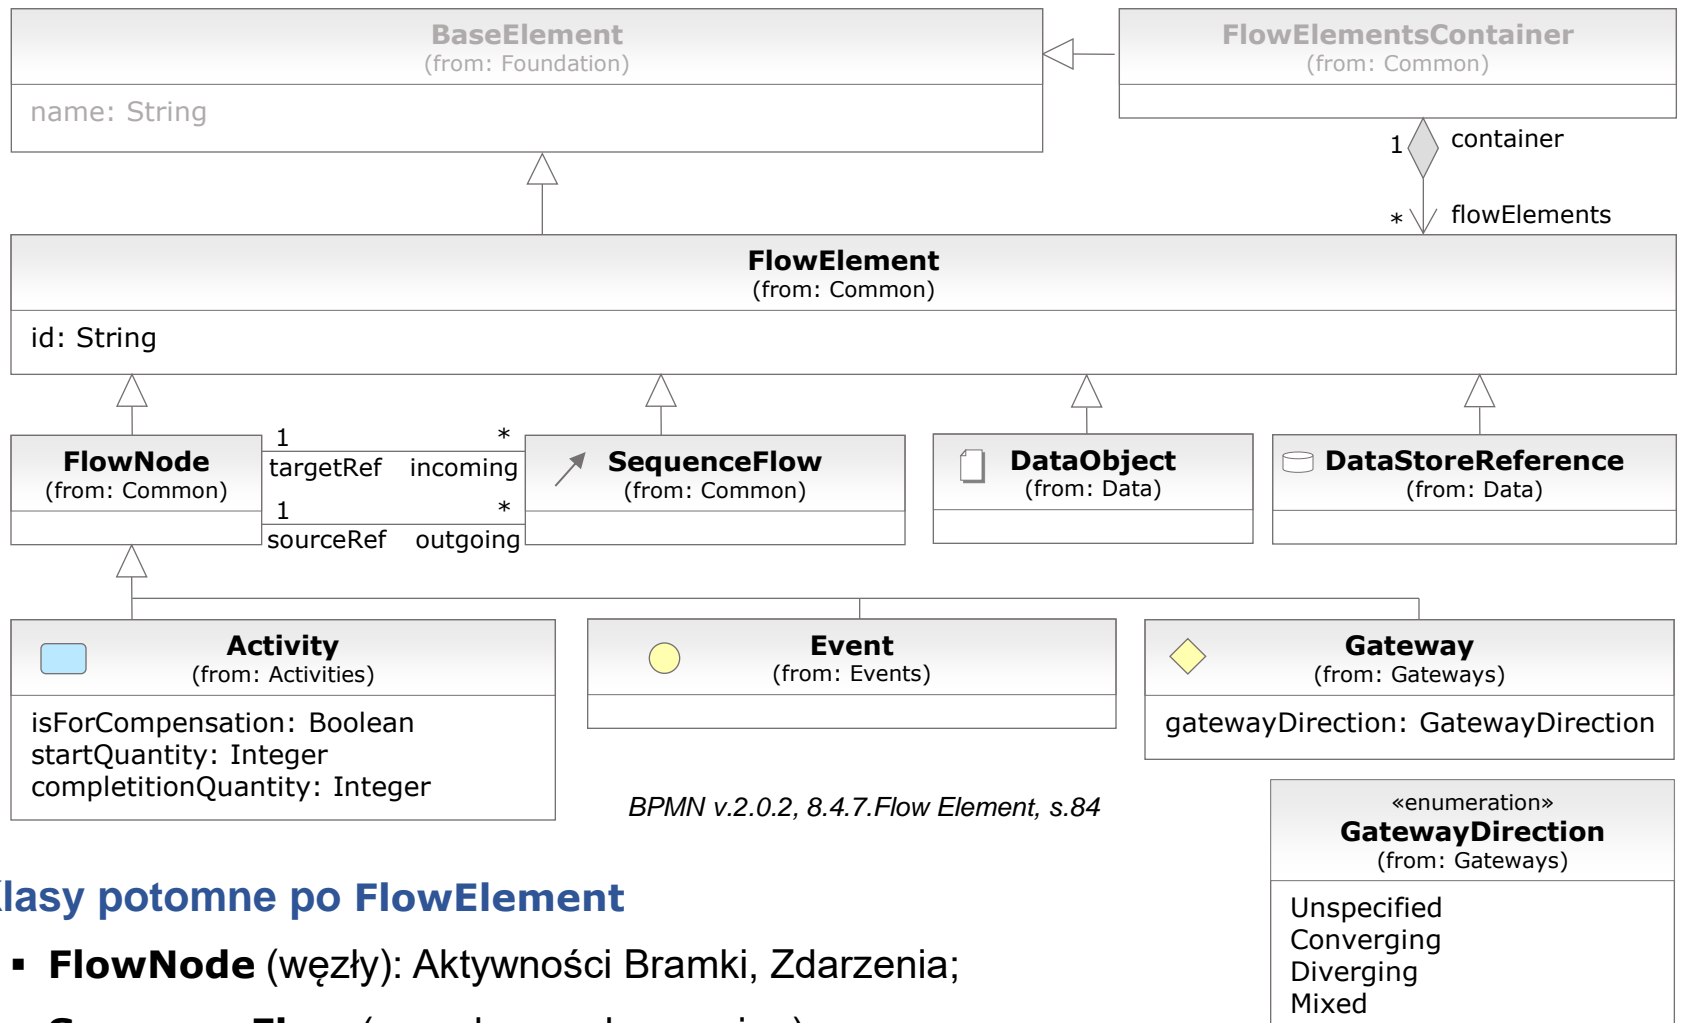 BaseElement
(from: Foundation)
name: String
FlowElementsContainer
(from: Common)
1
container
*
flowElements
FlowElement
(from: Common)
id: String
FlowNode
(from: Common)
1
*
targetRef incoming
1
*
sourceRef outgoing
SequenceFlow
(from: Common)
DataObject
(from: Data)
DataStoreReference
(from: Data)
Activity
(from: Activities)
isForCompensation: Boolean
startQuantity: Integer
completitionQuantity: Integer
Event
(from: Events)
Gateway
(from: Gateways)
gatewayDirection: GatewayDirection
BPMN v.2.0.2, 8.4.7.Flow Element, s.84
«enumeration»
GatewayDirection
(from: Gateways)
Unspecified
Converging
Diverging
Mixed
lasy potomne po FlowElement
▪ FlowNode (węzły): Aktywności Bramki, Zdarzenia;